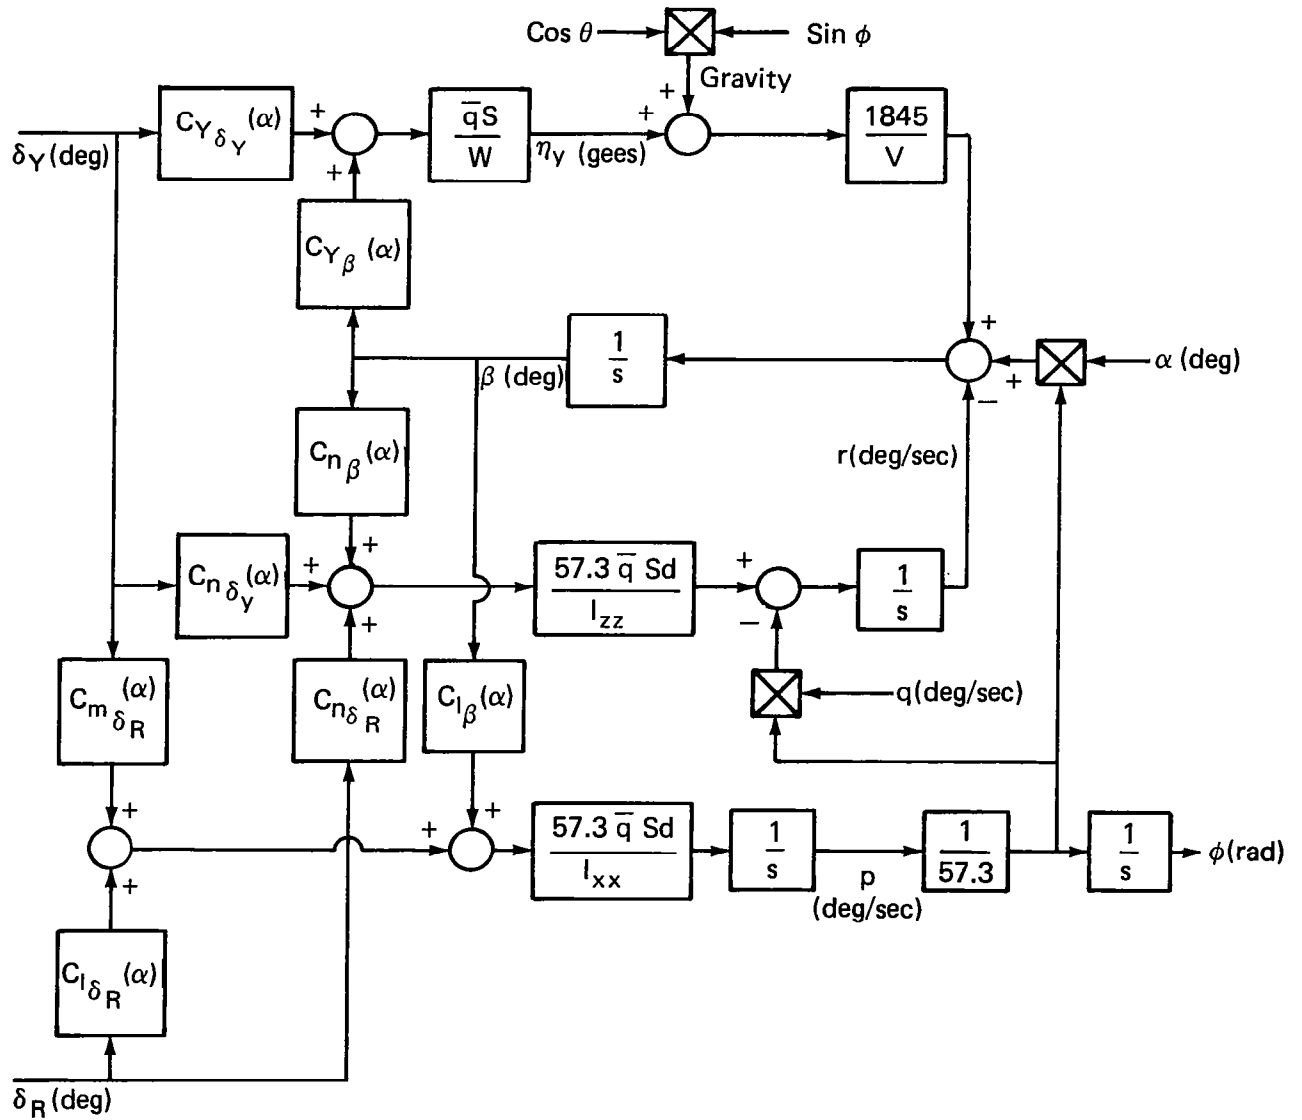 Cos θ
Sin ϕ
+
Gravity
δY (deg)
CYδY (α)
+
+
q̅S
W
ηy (gees)
+
1845
V
CYβ (α)
+
1
s
β (deg)
+
α (deg)
−
r(deg/sec)
Cnβ (α)
+
Cnδy (α)
+
+
57.3 q̅ Sd
Izz
+
−
1
s
CmδR (α)
CnδR (α)
Clβ (α)
q(deg/sec)
+
+
+
+
57.3 q̅ Sd
Ixx
1
s
p
(deg/sec)
1
57.3
1
s
ϕ(rad)
ClδR (α)
δR (deg)